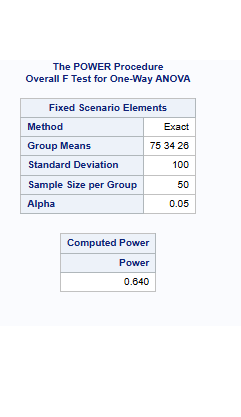 The POWER Procedure
Overall F Test for One-Way ANOVA
Fixed Scenario Elements
Method Exact
Group Means 75 34 26
Standard Deviation 100
Sample Size per Group 50
Alpha 0.05
Computed Power
Power
0.640